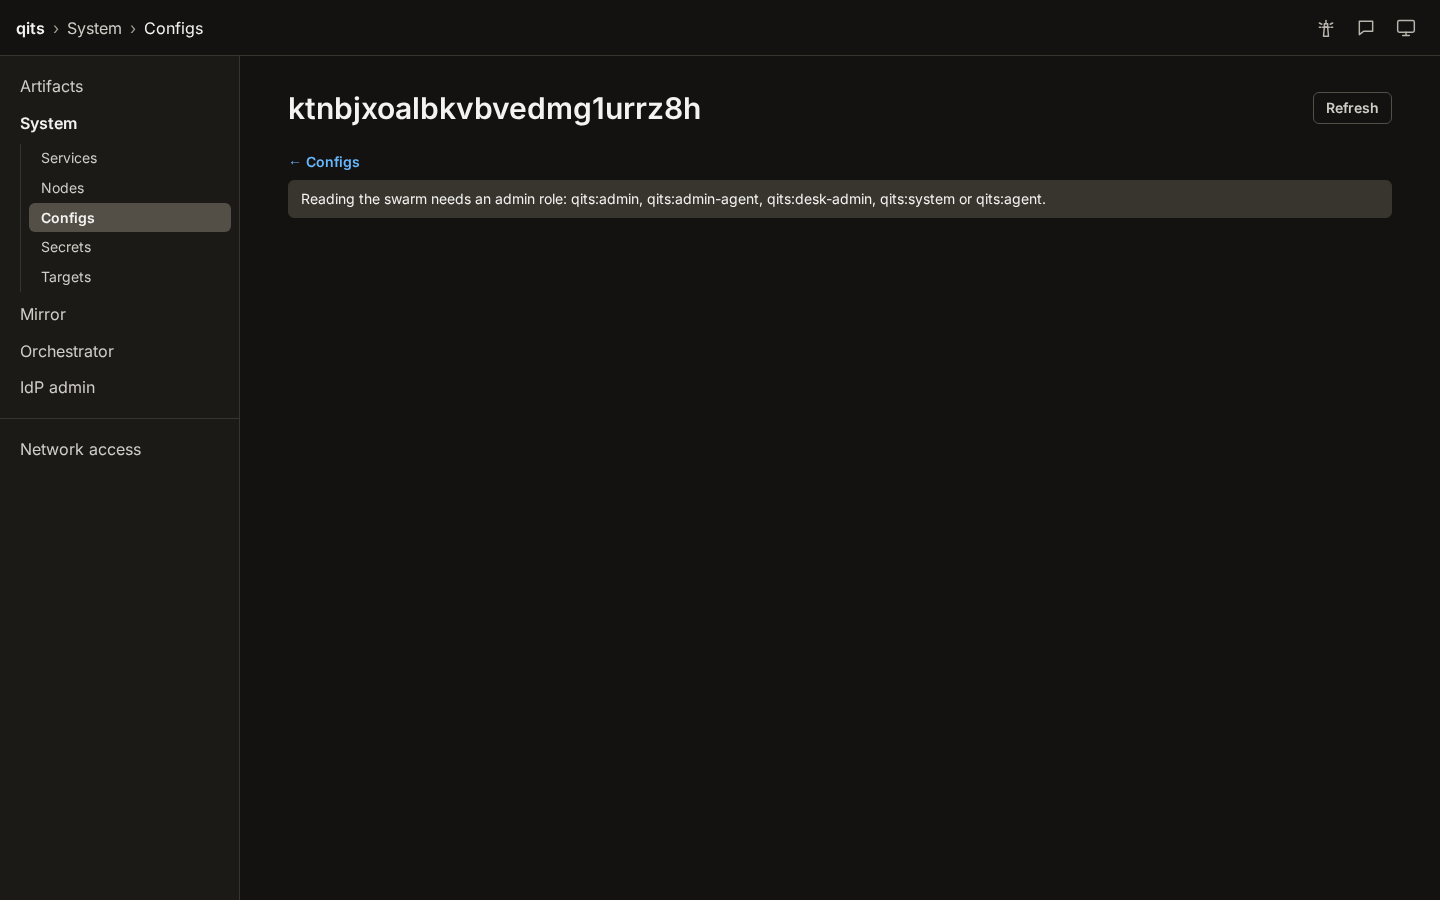 qits › System › Configs
Artifacts
System
Services
Nodes
Configs
Secrets
Targets
Mirror
Orchestrator
IdP admin
Network access
ktnbjxoalbkvbvedmg1urrz8h
Refresh
← Configs
Reading the swarm needs an admin role: qits:admin, qits:admin-agent, qits:desk-admin, qits:system or qits:agent.